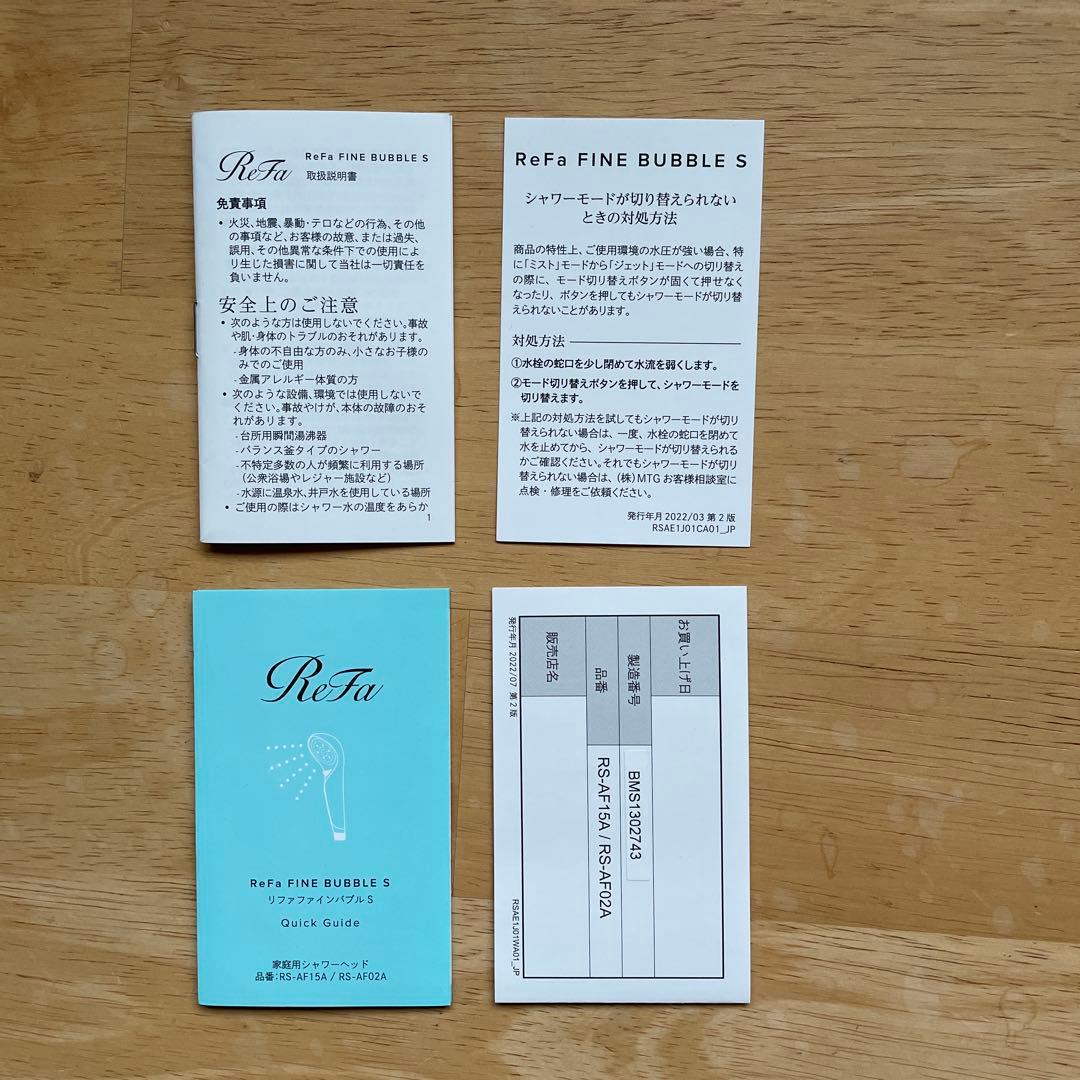 ReFa
ReFa FINE BUBBLE S
取扱説明書
免責事項
• 火災、地震、暴動・テロなどの行為、その他
の事項など、お客様の故意、または過失、
誤用、その他異常な条件下での使用によ
り生じた損害に関して当社は一切責任を
負いません。
安全上のご注意
• 次のような方は使用しないでください。事故
や肌・身体のトラブルのおそれがあります。
- 身体の不自由な方のみ、小さなお子様の
みでのご使用
- 金属アレルギー体質の方
• 次のような設備、環境では使用しないで
ください。事故やけが、本体の故障のおそ
れがあります。
- 台所用瞬間湯沸器
- バランス釜タイプのシャワー
- 不特定多数の人が頻繁に利用する場所
（公衆浴場やレジャー施設など）
- 水源に温泉水、井戸水を使用している場所
• ご使用の際はシャワー水の温度をあらか
1
ReFa FINE BUBBLE S
シャワーモードが切り替えられない
ときの対処方法
商品の特性上、ご使用環境の水圧が強い場合、特
に「ミスト」モードから「ジェット」モードへの切り替え
の際に、モード切り替えボタンが固くて押せなく
なったり、ボタンを押してもシャワーモードが切り替
えられないことがあります。
対処方法
①水栓の蛇口を少し閉めて水流を弱くします。
②モード切り替えボタンを押して、シャワーモードを
切り替えます。
※上記の対処方法を試してもシャワーモードが切り
替えられない場合は、一度、水栓の蛇口を閉めて
水を止めてから、シャワーモードが切り替えられる
かご確認ください。それでもシャワーモードが切り
替えられない場合は、（株）MTG お客様相談室に
点検・修理をご依頼ください。
発行年月 2022/03 第2版
RSAE1J01CA01_JP
ReFa
ReFa FINE BUBBLE S
リファファインバブル S
Quick Guide
家庭用シャワーヘッド
品番：RS-AF15A / RS-AF02A
お買い上げ日
製造番号 BMS1302743
品番 RS-AF15A / RS-AF02A
販売店名
発行年月 2022/07 第2版
RSAE1J01WA01_JP